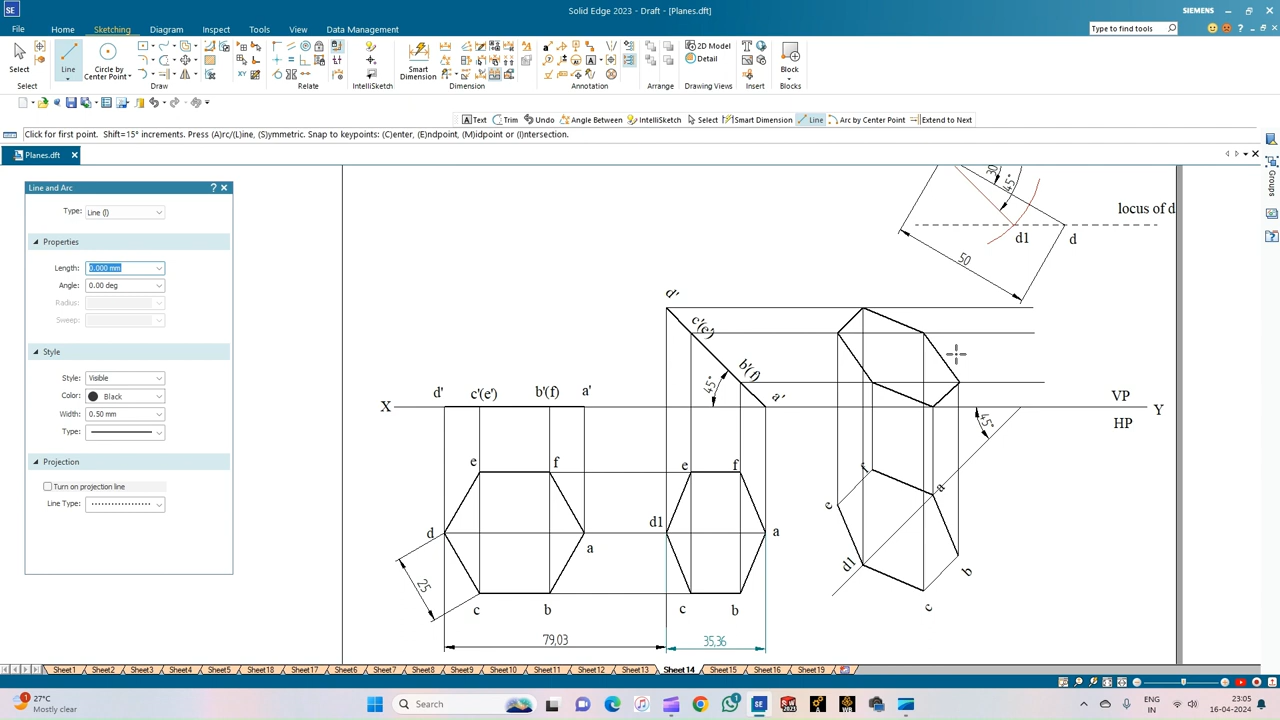 Solid Edge 2023 - Draft - [Planes.dft]
SIEMENS
File Home Sketching Diagram Inspect Tools View Data Management
Type to find tools
Select Line Circle by Center Point Smart Dimension 2D Model Detail Block
Select Draw Relate IntelliSketch Dimension Annotation Arrange Drawing Views Insert Blocks
Text Trim Undo Angle Between IntelliSketch Select Smart Dimension Line Arc by Center Point Extend to Next
Click for first point. Shift=15° increments. Press (A)rc/(L)ine, (S)ymmetric. Snap to keypoints: (C)enter, (E)ndpoint, (M)idpoint or (I)ntersection.
Planes.dft
Groups
Line and Arc
Type: Line (l)
Properties
Length: 0.000 mm
Angle: 0.00 deg
Radius:
Sweep:
Style
Style: Visible
Color: Black
Width: 0.50 mm
Type:
Projection
Turn on projection line
Line Type:
30
45°
locus of d
d1 d
50
d'
c'(e')
b'(f)
45°
a'
d' c'(e') b'(f) a'
X
VP
Y
HP
45°
e f e f f
a
e
d d1 a
a
d1
b
25
c b c b c
79,03 35,36
Sheet1 Sheet2 Sheet3 Sheet4 Sheet5 Sheet18 Sheet17 Sheet6 Sheet7 Sheet8 Sheet9 Sheet10 Sheet11 Sheet12 Sheet13 Sheet14 Sheet15 Sheet16 Sheet19
27°C
Mostly clear
Search
ENG
IN
23:05
16-04-2024